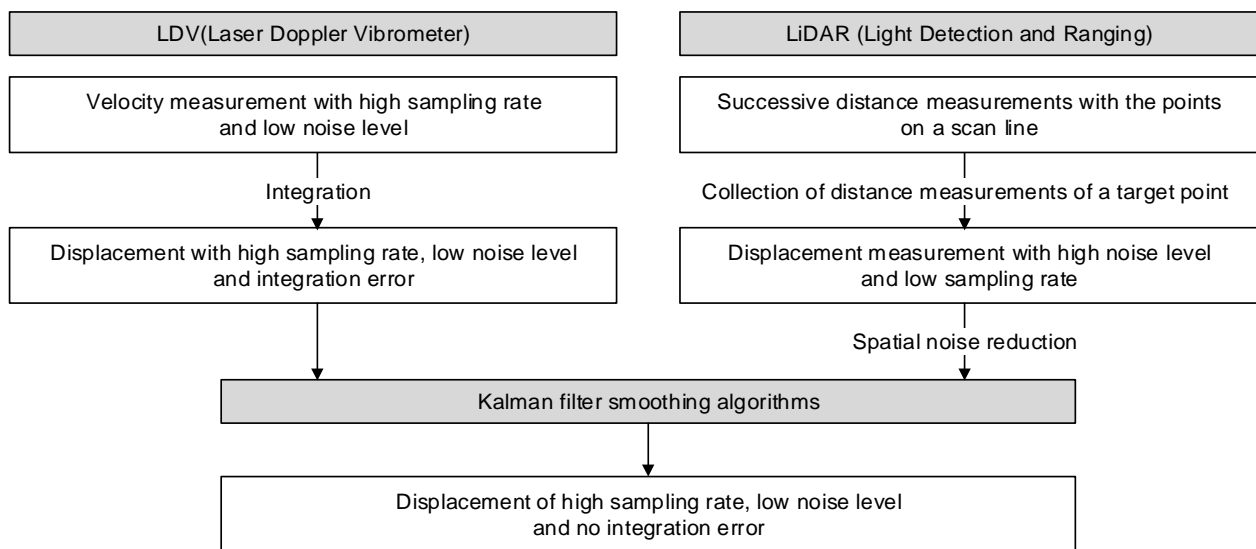 LDV(Laser Doppler Vibrometer)
Velocity measurement with high sampling rate
and low noise level
Integration
Displacement with high sampling rate, low noise level
and integration error
LiDAR (Light Detection and Ranging)
Successive distance measurements with the points
on a scan line
Collection of distance measurements of a target point
Displacement measurement with high noise level
and low sampling rate
Spatial noise reduction
Kalman filter smoothing algorithms
Displacement of high sampling rate, low noise level
and no integration error